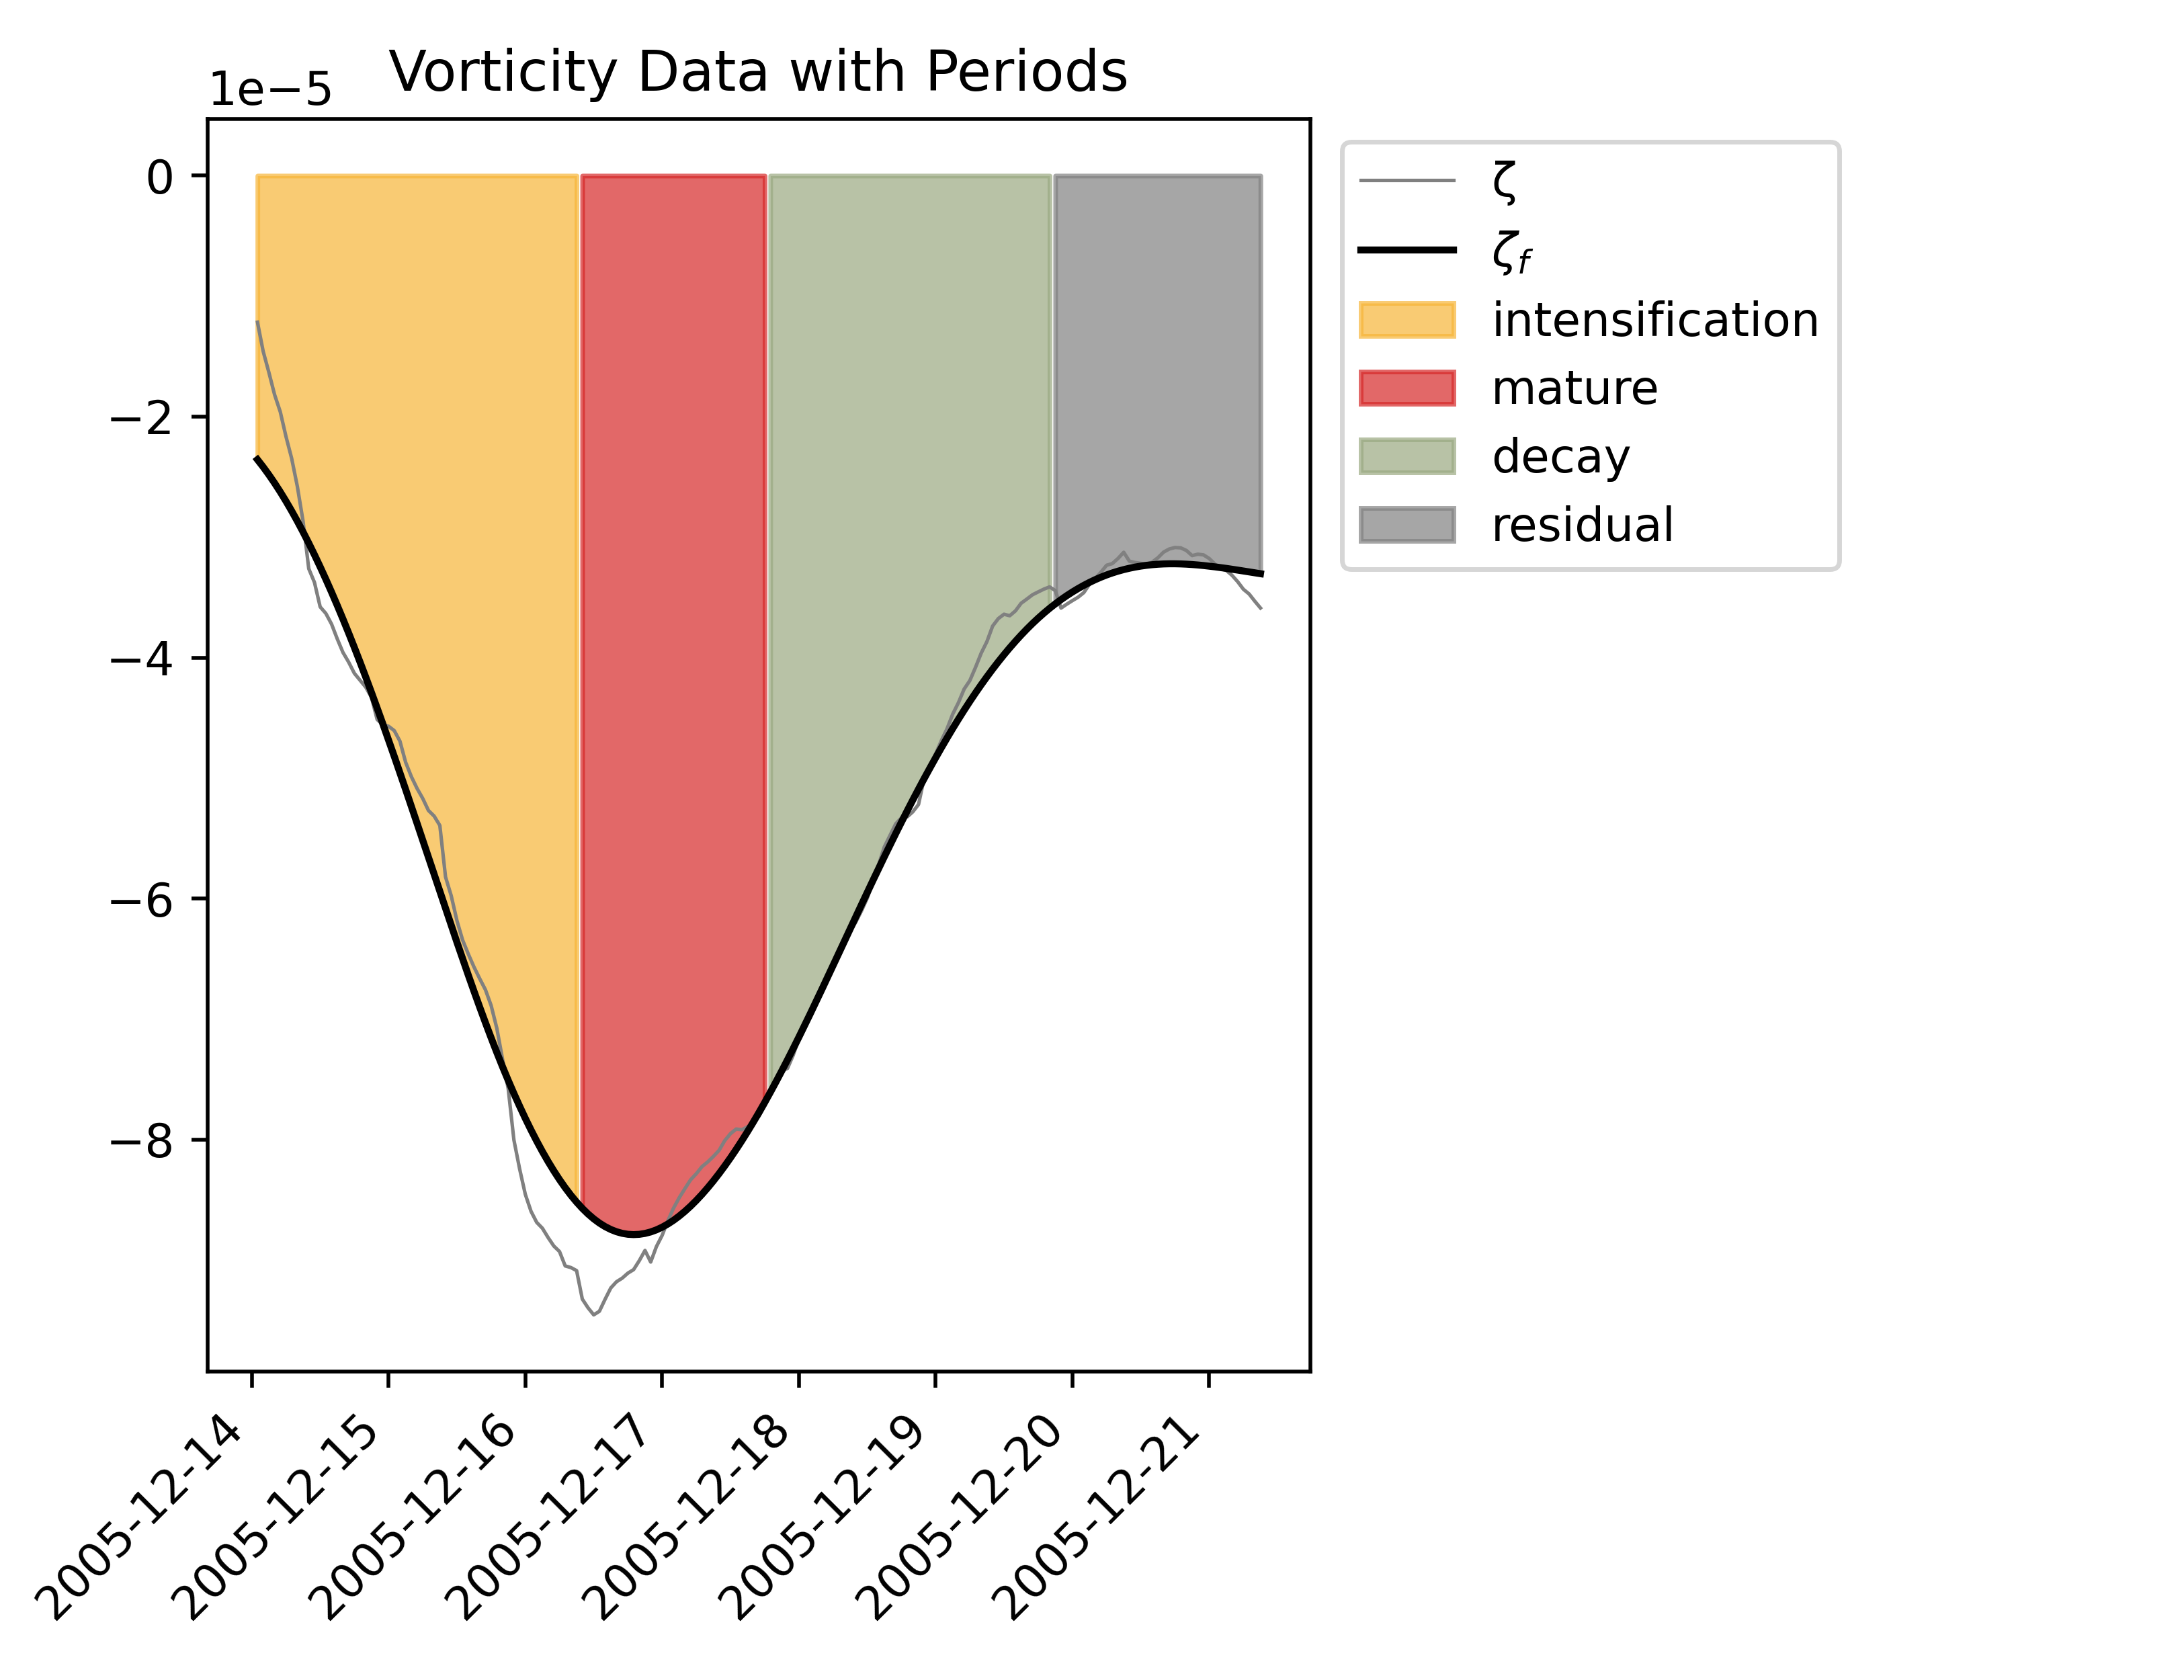 Vorticity Data with Periods
1e−5
0
−2
−4
−6
−8
2005-12-14
2005-12-15
2005-12-16
2005-12-17
2005-12-18
2005-12-19
2005-12-20
2005-12-21
ζ
ζf
intensification
mature
decay
residual